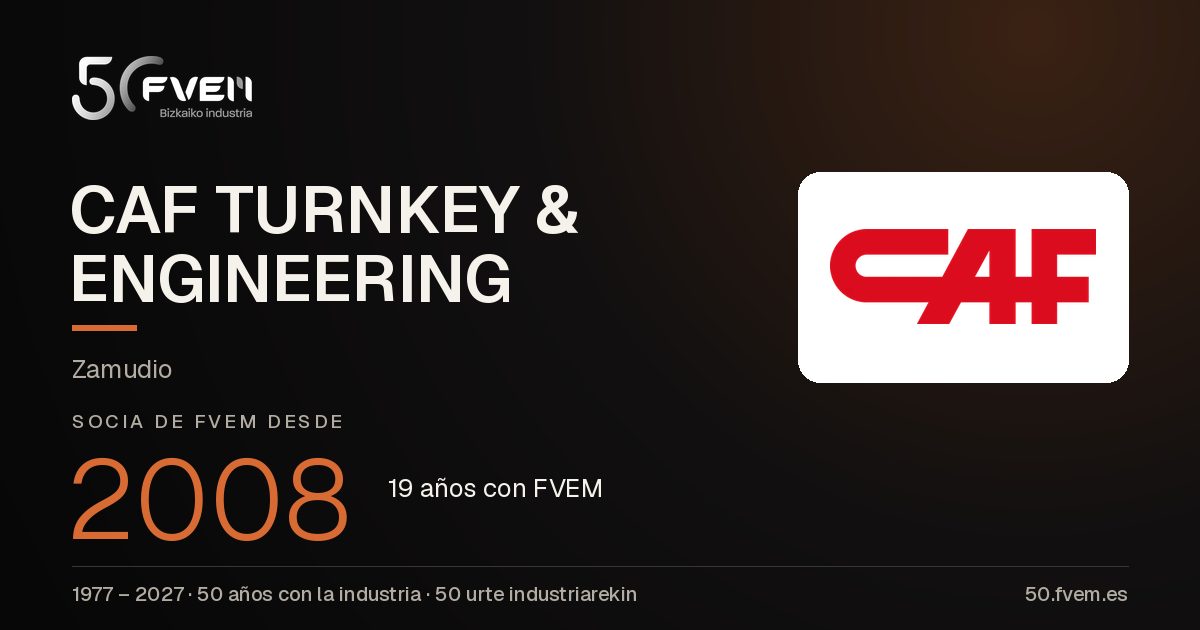 50 FVEM
Bizkaiko industria
CAF TURNKEY &
ENGINEERING
CAF
Zamudio
SOCIA DE FVEM DESDE
2008
19 años con FVEM
1977 – 2027 · 50 años con la industria · 50 urte industriarekin
50.fvem.es